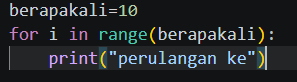 berapakali=10
for i in range(berapakali):
    print("perulangan ke")